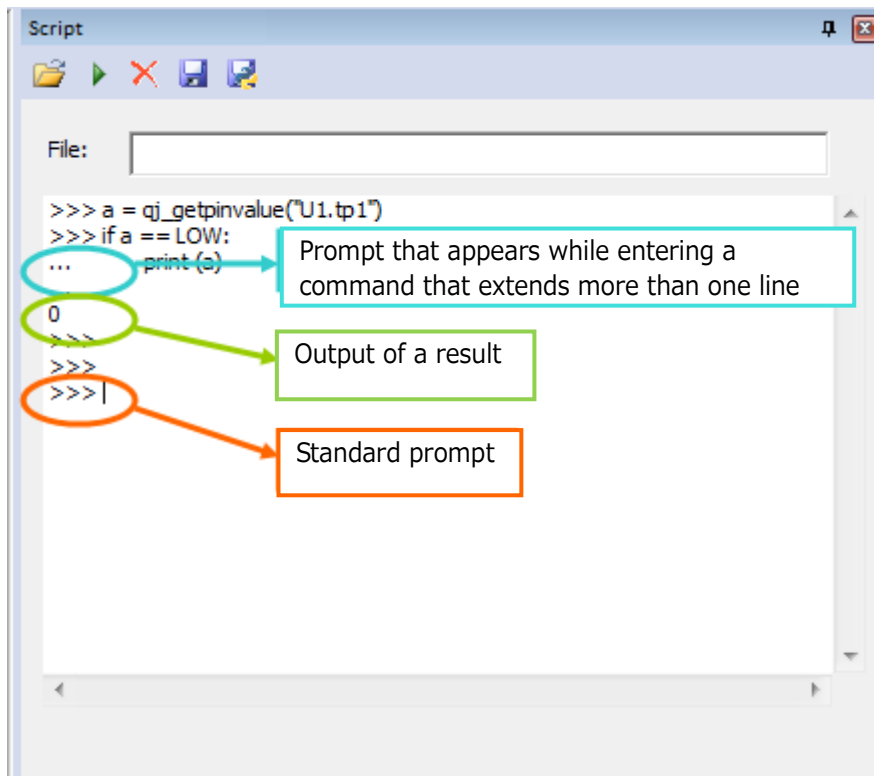 Script
File:
>>> a = qj_getpinvalue("U1.tp1")
>>> if a == LOW:
... print (a)
...
0
>>>
>>>
>>>
Prompt that appears while entering a
command that extends more than one line
Output of a result
Standard prompt